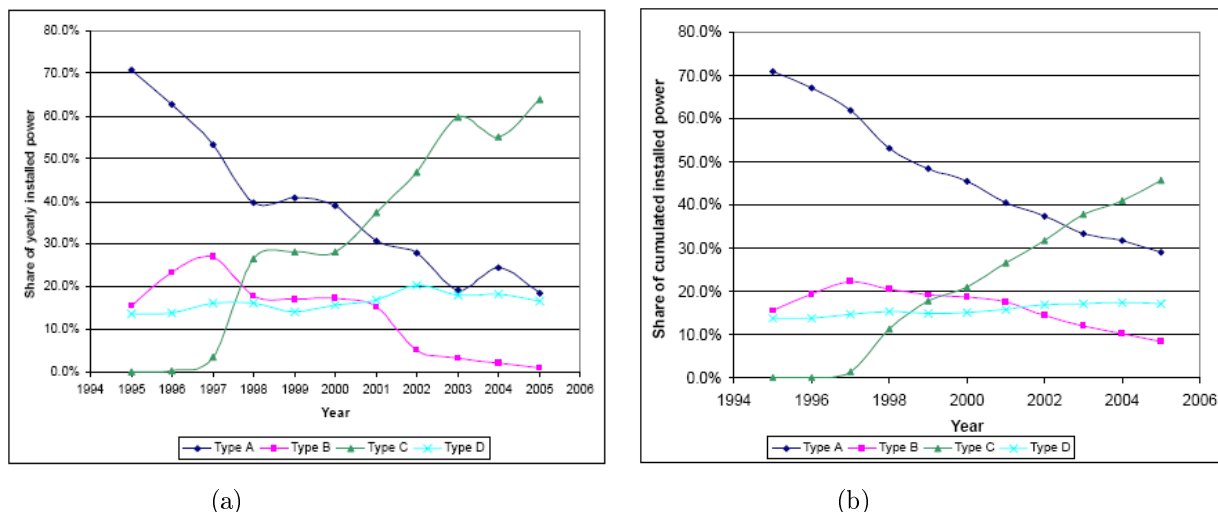 80.0%
70.0%
60.0%
50.0%
40.0%
30.0%
20.0%
10.0%
0.0%
Share of yearly installed power
1994 1995 1996 1997 1998 1999 2000 2001 2002 2003 2004 2005 2006
Year
Type A Type B Type C Type D
(a)
80.0%
70.0%
60.0%
50.0%
40.0%
30.0%
20.0%
10.0%
0.0%
Share of cumulated installed power
1994 1996 1998 2000 2002 2004 2006
Year
Type A Type B Type C Type D
(b)